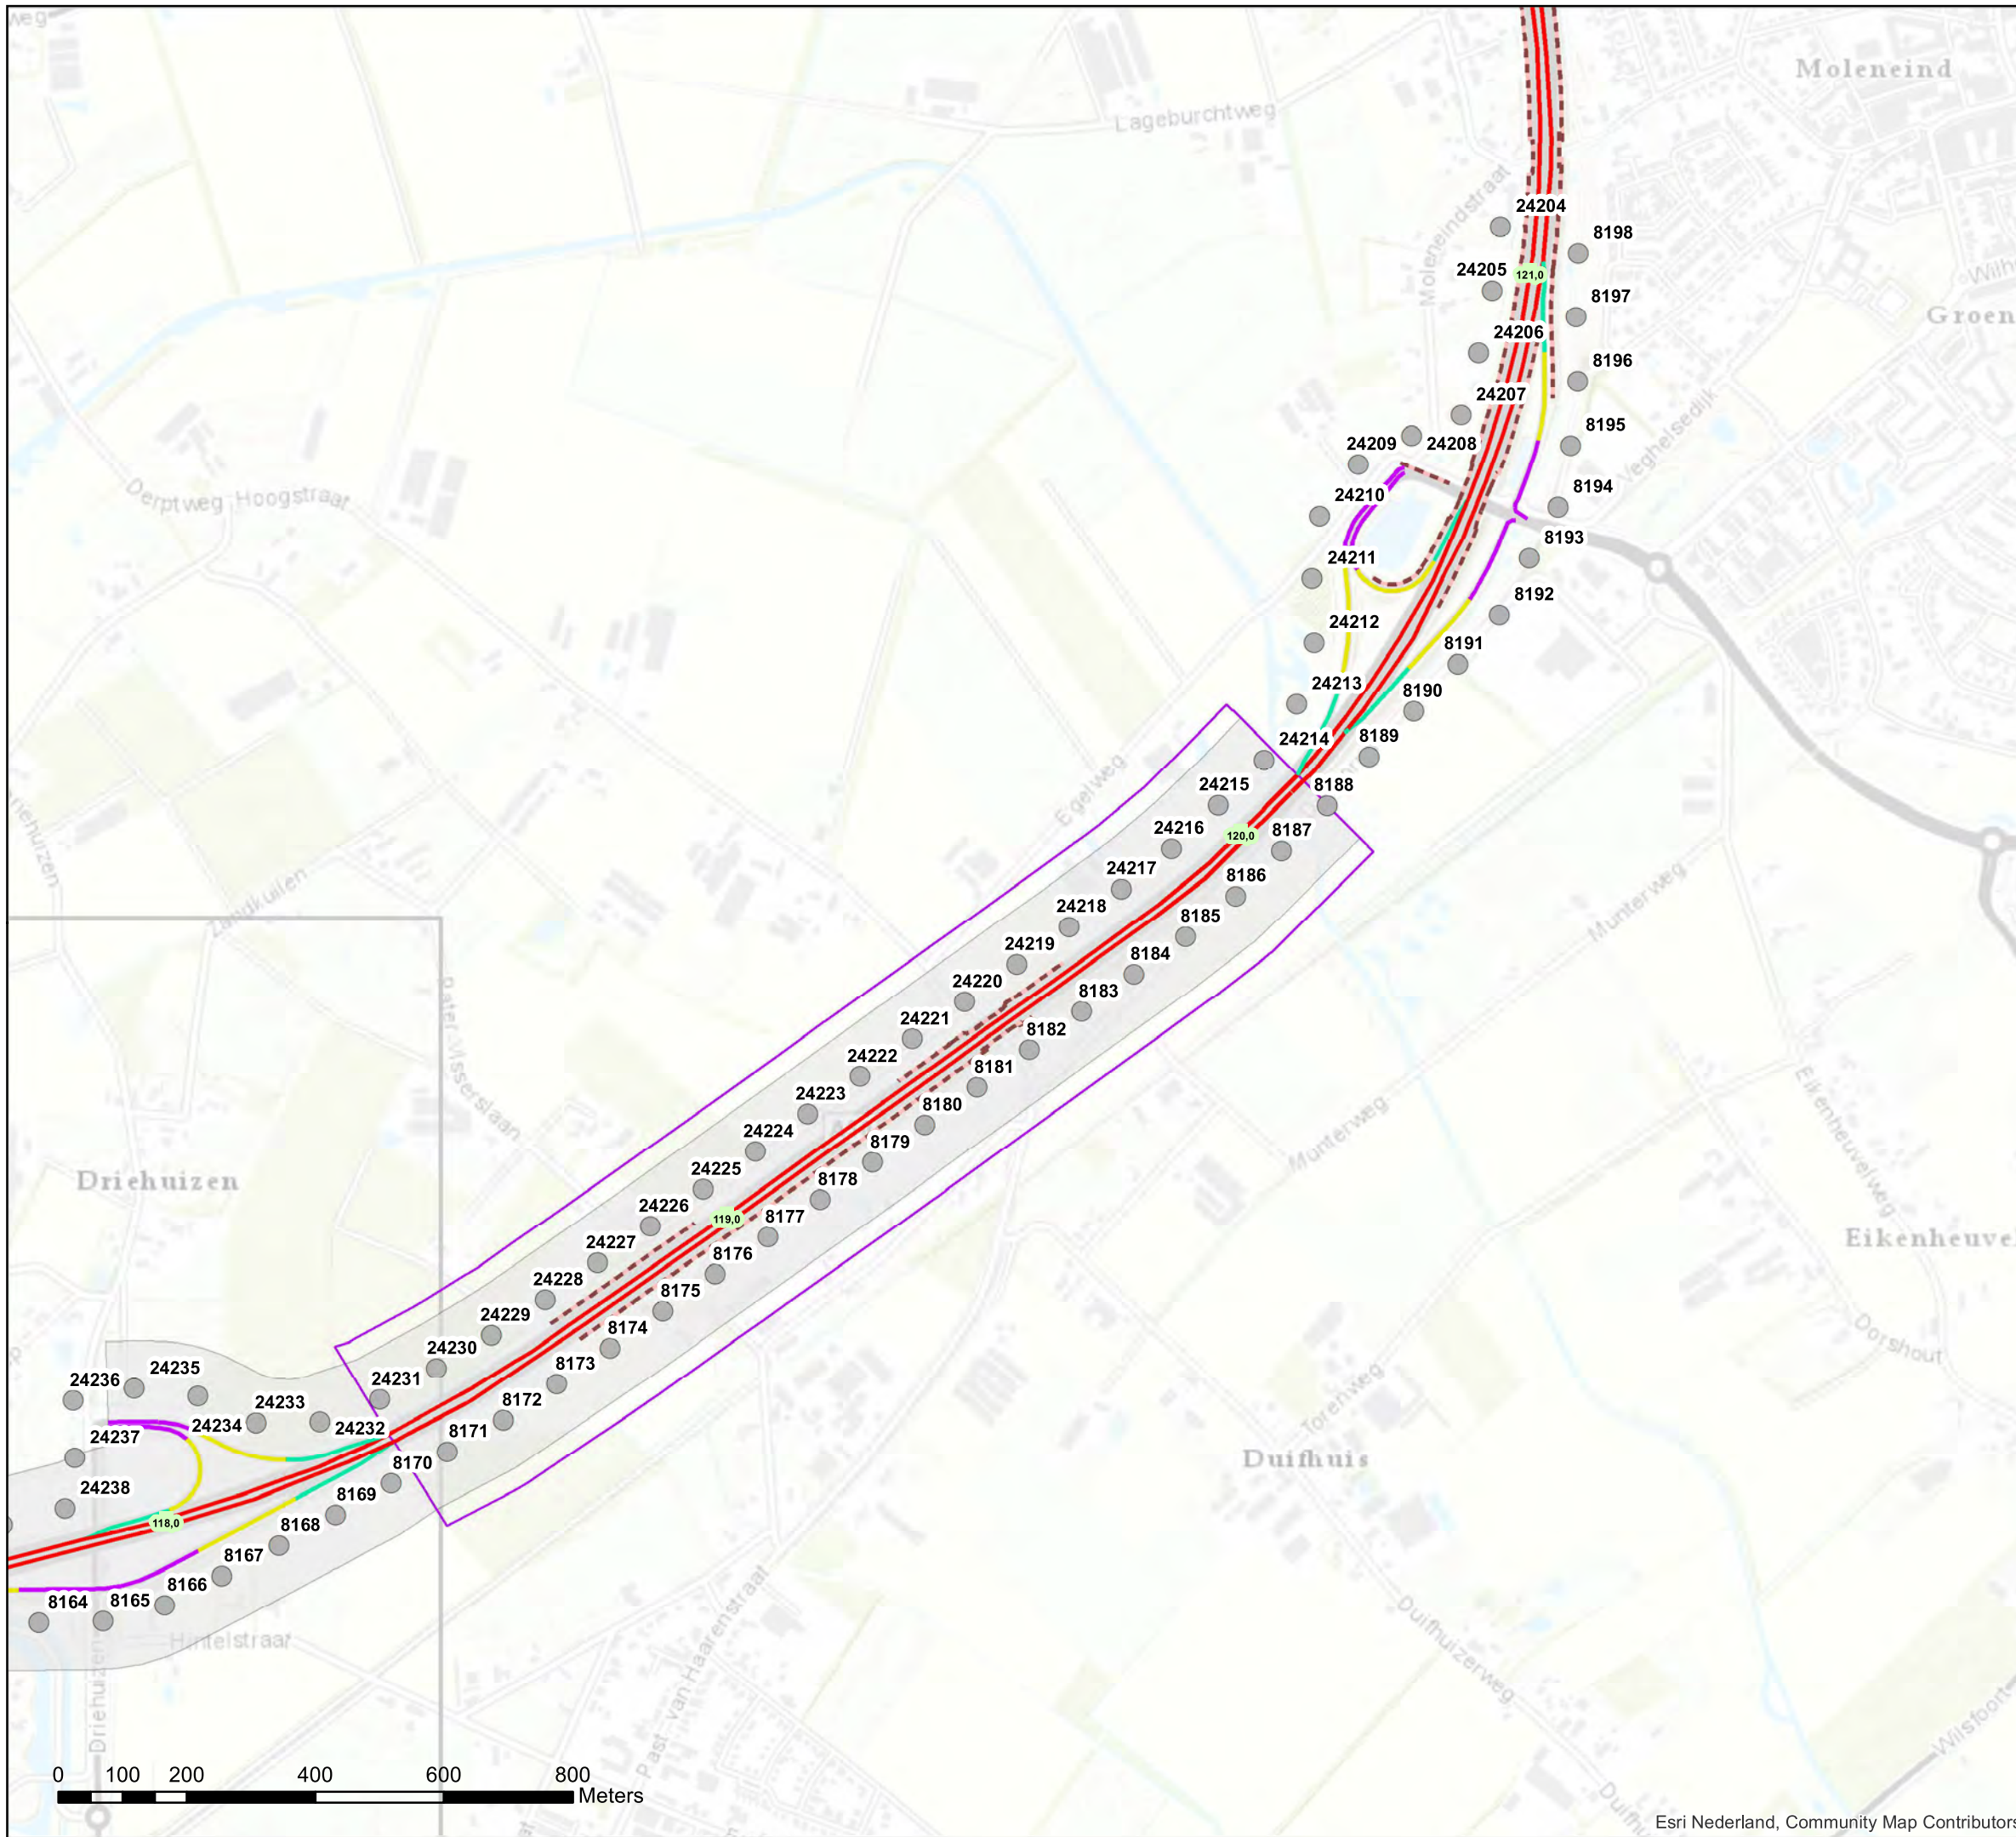 weg
Moleneind
Lageburchtweg
Moleneindstraat
24204
8198
24205
121,0
8197
Groen
24206
8196
24207
8195
24209
24208
Veghelsedijk
24210
8194
Derptweg
Hoogstraat
8193
24211
8192
24212
8191
24213
8190
24214
8189
24215
8188
Egelweg
24216
120,0
8187
24217
8186
Zandkuilen
Munterweg
24218
8185
24219
8184
24220
8183
24221
8182
24222
8181
24223
8180
Munterweg
Eikenheuvelweg
24224
8179
Driehuizen
24225
8178
24226
119,0
8177
Eikenheuve
24227
8176
24228
8175
24229
8174
Dorshout
24230
8173
24235
24236
24231
8172
Torenweg
24233
24234
24232
8171
24237
8170
Duifhuis
24238
8169
118,0
8168
8167
8166
8165
8164
Hintelstraat
Past. van Haarenstraat
Duifhuizerweg
Driehuizen
Wilsfoort
0 100 200 400 600 800
Meters
Esri Nederland, Community Map Contributors